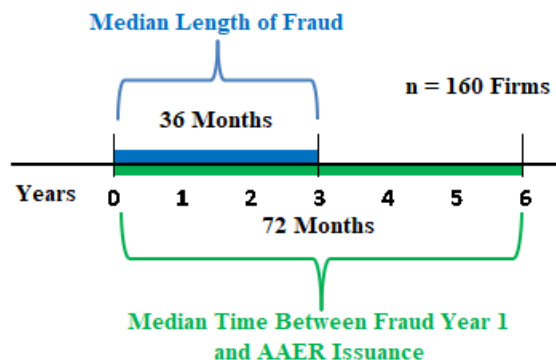 Median Length of Fraud
n = 160 Firms
36 Months
Years 0 1 2 3 4 5 6
72 Months
Median Time Between Fraud Year 1
and AAER Issuance